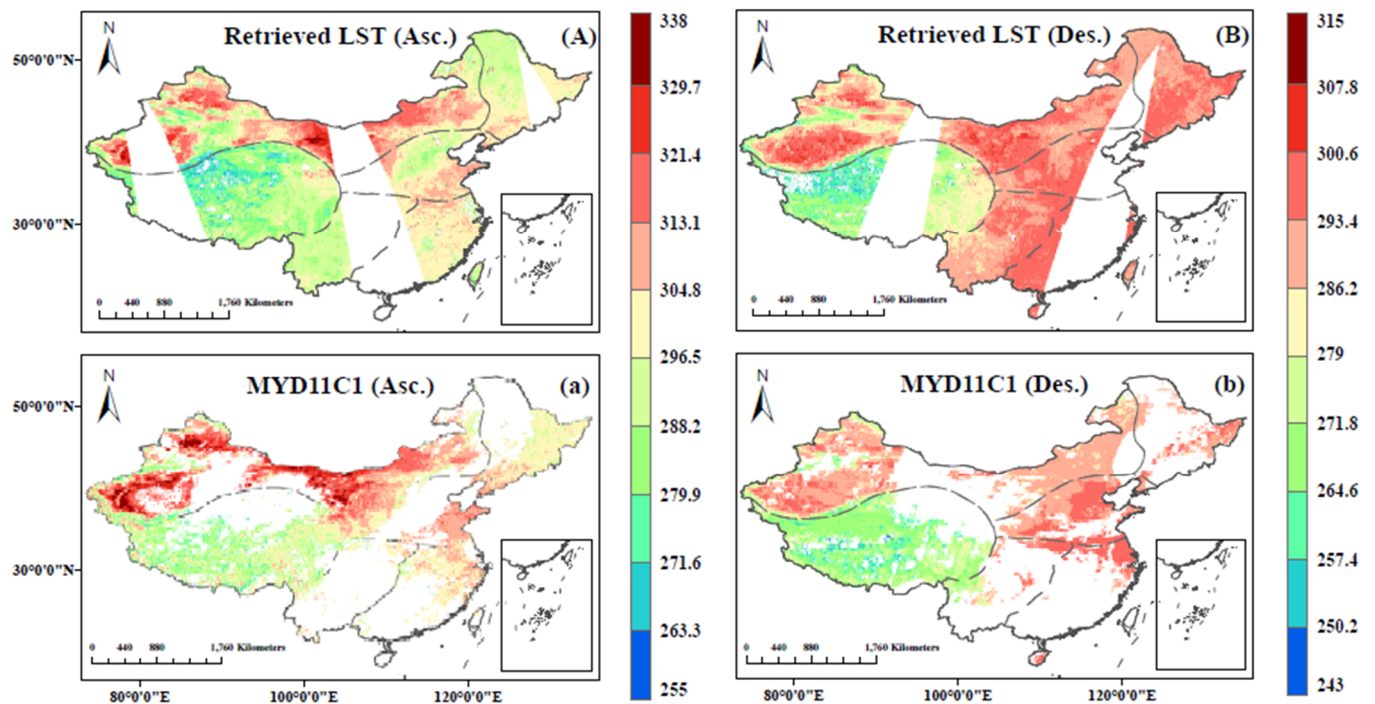 N
Retrieved LST (Asc.)
(A)
50°0'0"N
30°0'0"N
0 440 880 1,760 Kilometers
338
329.7
321.4
313.1
304.8
296.5
288.2
279.9
271.6
263.3
255
N
Retrieved LST (Des.)
(B)
0 440 880 1,760 Kilometers
315
307.8
300.6
293.4
286.2
279
271.8
264.6
257.4
250.2
243
N
MYD11C1 (Asc.)
(a)
50°0'0"N
30°0'0"N
0 440 880 1,760 Kilometers
80°0'0"E 100°0'0"E 120°0'0"E
N
MYD11C1 (Des.)
(b)
0 440 880 1,760 Kilometers
80°0'0"E 100°0'0"E 120°0'0"E